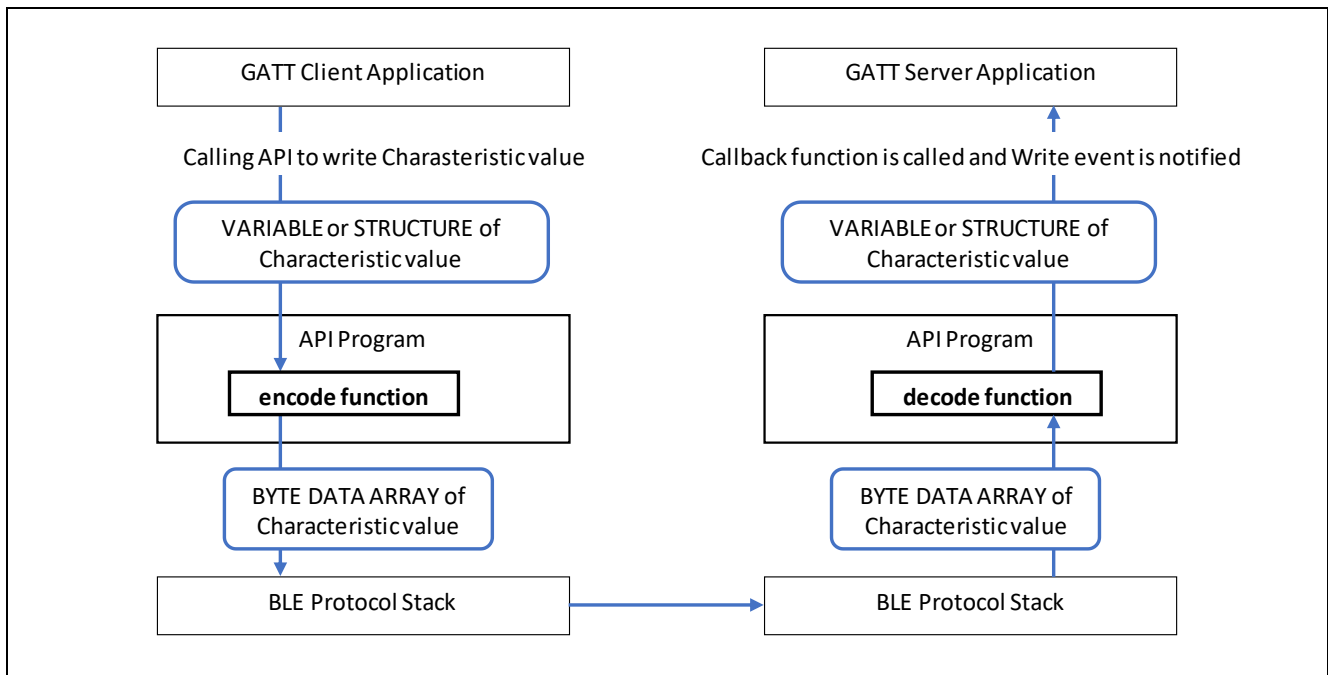 GATT Client Application
Calling API to write Charasteristic value
VARIABLE or STRUCTURE of
Characteristic value
API Program
encode function
BYTE DATA ARRAY of
Characteristic value
BLE Protocol Stack
GATT Server Application
Callback function is called and Write event is notified
VARIABLE or STRUCTURE of
Characteristic value
API Program
decode function
BYTE DATA ARRAY of
Characteristic value
BLE Protocol Stack